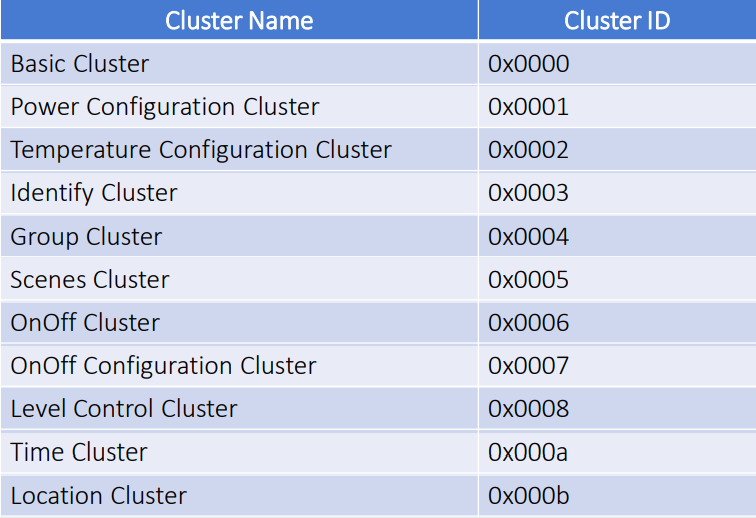 Cluster Name Cluster ID
Basic Cluster 0x0000
Power Configuration Cluster 0x0001
Temperature Configuration Cluster 0x0002
Identify Cluster 0x0003
Group Cluster 0x0004
Scenes Cluster 0x0005
OnOff Cluster 0x0006
OnOff Configuration Cluster 0x0007
Level Control Cluster 0x0008
Time Cluster 0x000a
Location Cluster 0x000b